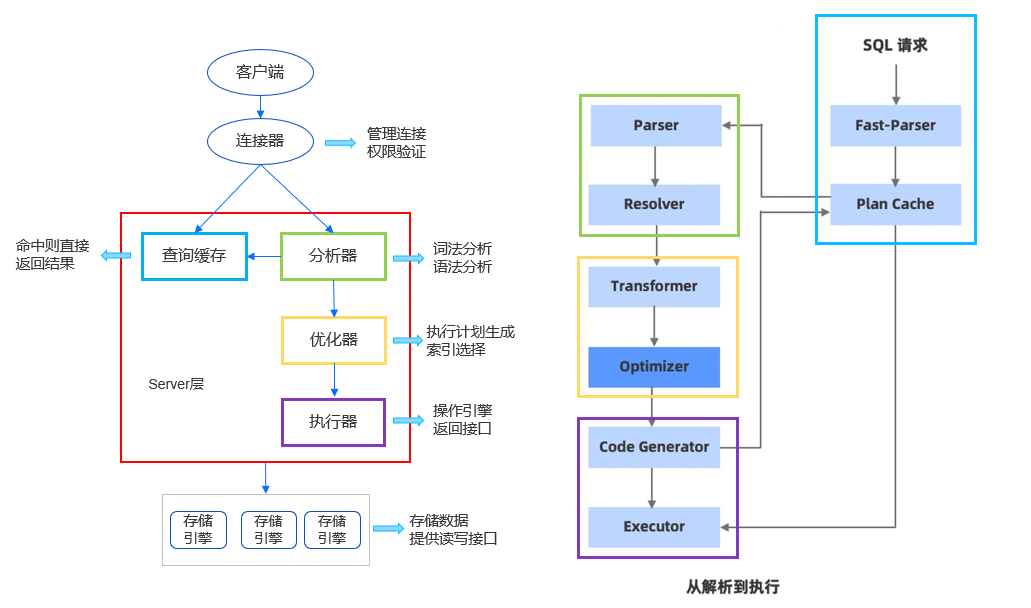 客户端
连接器
管理连接
权限验证
命中则直接
返回结果
查询缓存
分析器
词法分析
语法分析
优化器
执行计划生成
索引选择
Server层
执行器
操作引擎
返回接口
存储
引擎
存储
引擎
存储
引擎
存储数据
提供读写接口
SQL 请求
Fast-Parser
Plan Cache
Parser
Resolver
Transformer
Optimizer
Code Generator
Executor
从解析到执行